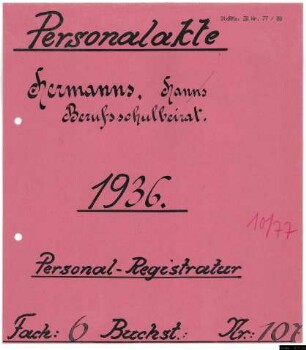 Personalakte
Hermanns, Hanns
Berufsschulbeirat.
1936.
10/77
Personal-Registratur
Fach: 6 Buchst.: Nr: 107